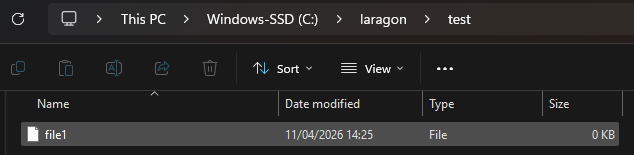 This PC > Windows-SSD (C:) > laragon > test
Sort View
Name Date modified Type Size
file1 11/04/2026 14:25 File 0 KB